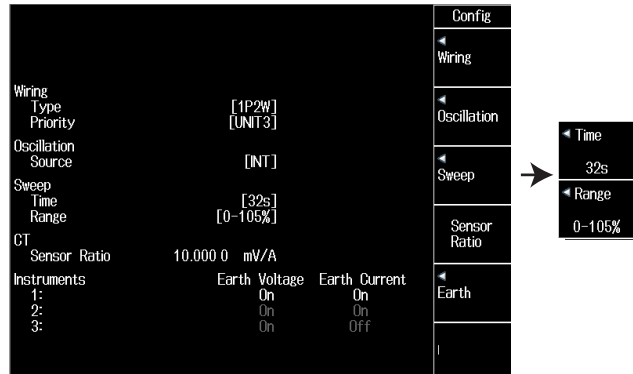 Config
Wiring
Wiring
Type [1P2W]
Priority [UNIT3]
Oscillation
Oscillation
Source [INT]
Sweep
Sweep
Time [32s]
Range [0-105%]
Sensor Ratio
CT
Sensor Ratio 10.000 0 mV/A
Instruments Earth Voltage Earth Current
1: On On
2: On On
3: On Off
Earth
Time
32s
Range
0-105%